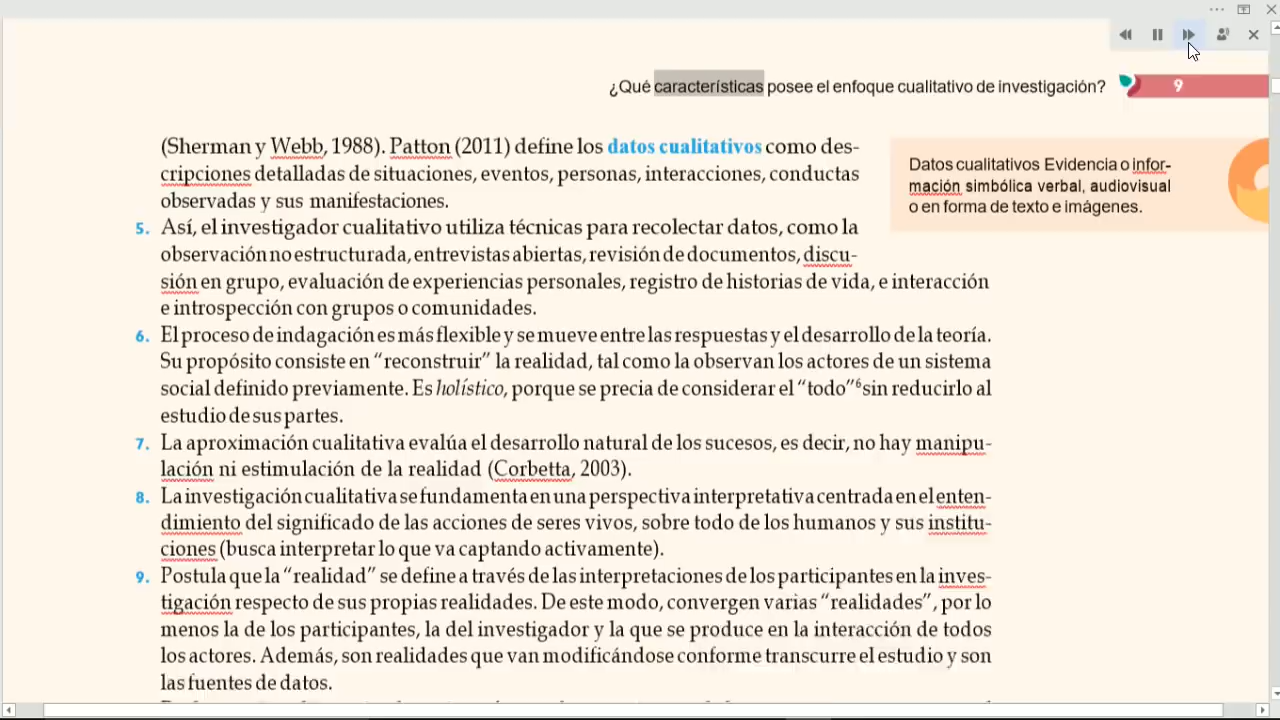 ¿Qué características posee el enfoque cualitativo de investigación?
9
(Sherman y Webb, 1988). Patton (2011) define los datos cualitativos como des-
cripciones detalladas de situaciones, eventos, personas, interacciones, conductas
observadas y sus manifestaciones.
Datos cualitativos Evidencia o infor-
mación simbólica verbal, audiovisual
o en forma de texto e imágenes.
5. Así, el investigador cualitativo utiliza técnicas para recolectar datos, como la
observación no estructurada, entrevistas abiertas, revisión de documentos, discu-
sión en grupo, evaluación de experiencias personales, registro de historias de vida, e interacción
e introspección con grupos o comunidades.
6. El proceso de indagación es más flexible y se mueve entre las respuestas y el desarrollo de la teoría.
Su propósito consiste en “reconstruir” la realidad, tal como la observan los actores de un sistema
social definido previamente. Es holístico, porque se precia de considerar el “todo”6 sin reducirlo al
estudio de sus partes.
7. La aproximación cualitativa evalúa el desarrollo natural de los sucesos, es decir, no hay manipu-
lación ni estimulación de la realidad (Corbetta, 2003).
8. La investigación cualitativa se fundamenta en una perspectiva interpretativa centrada en el enten-
dimiento del significado de las acciones de seres vivos, sobre todo de los humanos y sus institu-
ciones (busca interpretar lo que va captando activamente).
9. Postula que la “realidad” se define a través de las interpretaciones de los participantes en la inves-
tigación respecto de sus propias realidades. De este modo, convergen varias “realidades”, por lo
menos la de los participantes, la del investigador y la que se produce en la interacción de todos
los actores. Además, son realidades que van modificándose conforme transcurre el estudio y son
las fuentes de datos.